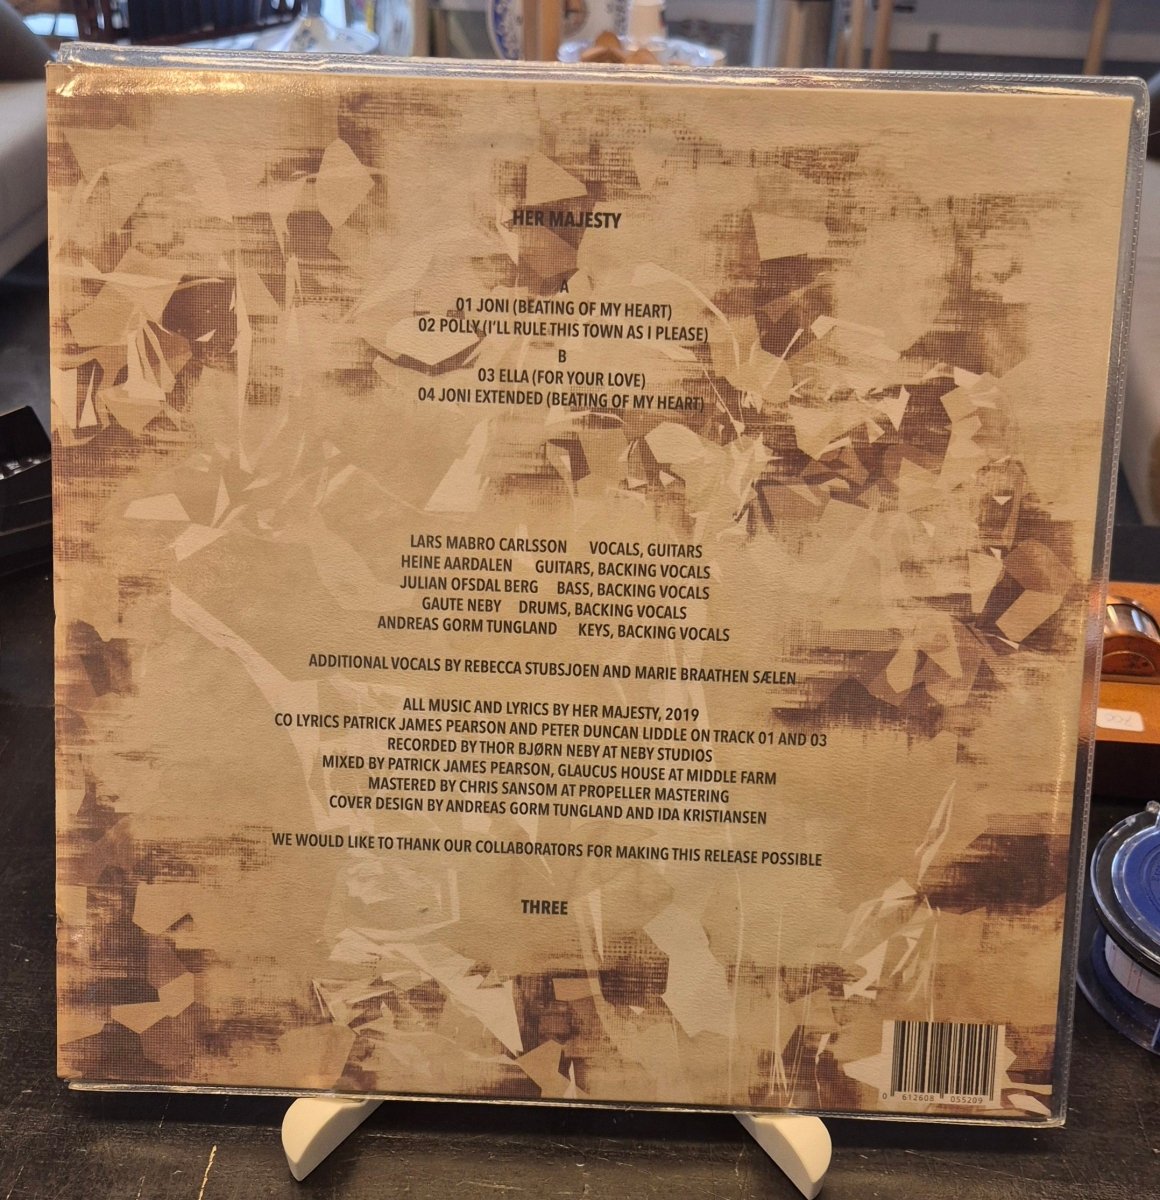 HER MAJESTY
A
01 JONI (BEATING OF MY HEART)
02 POLLY (I'LL RULE THIS TOWN AS I PLEASE)
B
03 ELLA (FOR YOUR LOVE)
04 JONI EXTENDED (BEATING OF MY HEART)
LARS MABRO CARLSSON VOCALS, GUITARS
HEINE AARDALEN GUITARS, BACKING VOCALS
JULIAN OFSDAL BERG BASS, BACKING VOCALS
GAUTE NEBY DRUMS, BACKING VOCALS
ANDREAS GORM TUNGLAND KEYS, BACKING VOCALS
ADDITIONAL VOCALS BY REBECCA STUBSJOEN AND MARIE BRAATHEN SÆLEN
ALL MUSIC AND LYRICS BY HER MAJESTY, 2019
CO LYRICS PATRICK JAMES PEARSON AND PETER DUNCAN LIDDLE ON TRACK 01 AND 03
RECORDED BY THOR BJØRN NEBY AT NEBY STUDIOS
MIXED BY PATRICK JAMES PEARSON, GLAUCUS HOUSE AT MIDDLE FARM
MASTERED BY CHRIS SANSOM AT PROPELLER MASTERING
COVER DESIGN BY ANDREAS GORM TUNGLAND AND IDA KRISTIANSEN
WE WOULD LIKE TO THANK OUR COLLABORATORS FOR MAKING THIS RELEASE POSSIBLE
THREE
0 612608 055209